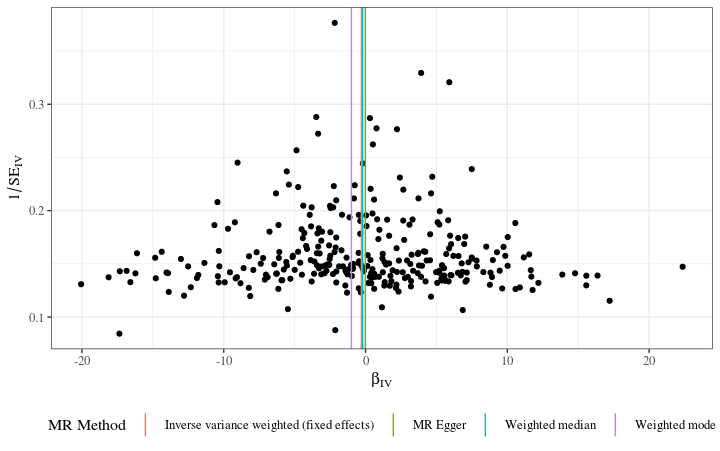 0.3
0.2
0.1
1/SE_IV
-20
-10
0
10
20
β_IV
MR Method
Inverse variance weighted (fixed effects)
MR Egger
Weighted median
Weighted mode